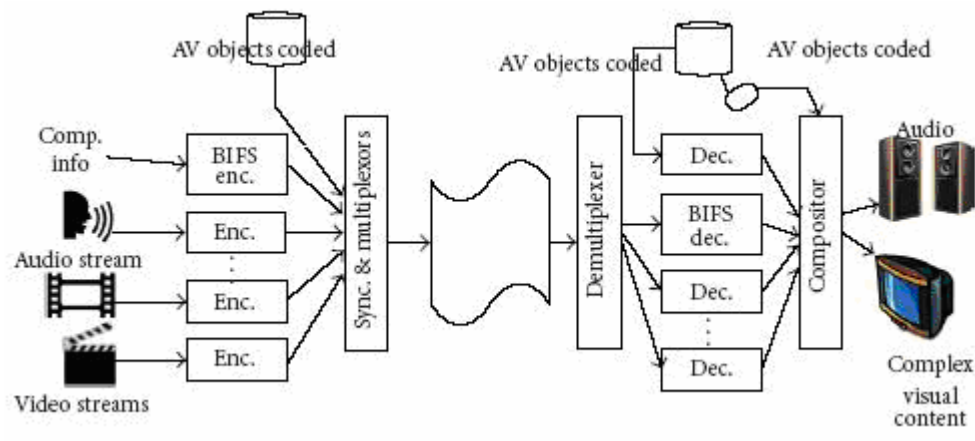 AV objects coded
Comp.
info
BIFS
enc.
Audio stream
Enc.
Enc.
Video streams
Enc.
Sync. & multiplexors
Demultiplexer
AV objects coded
AV objects coded
Dec.
BIFS
dec.
Dec.
Dec.
Compositor
Audio
Complex
visual
content